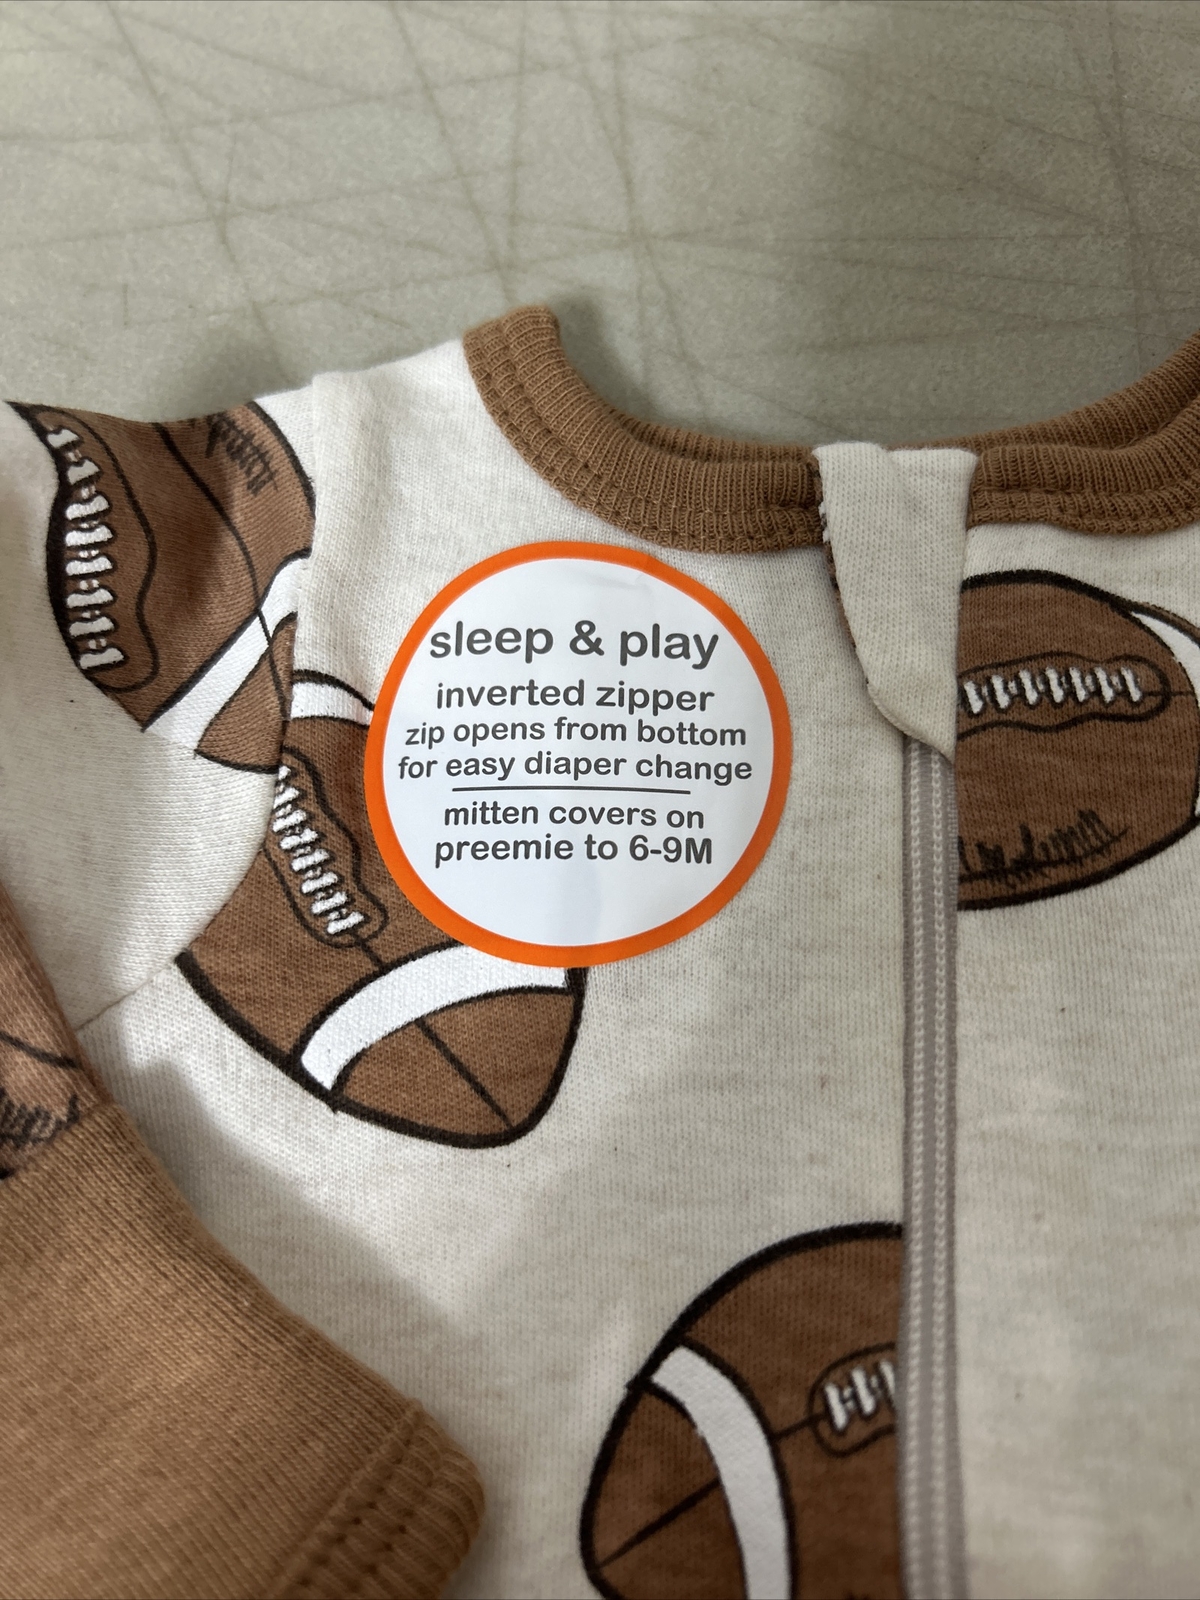 sleep & play
inverted zipper
zip opens from bottom
for easy diaper change
mitten covers on
preemie to 6-9M